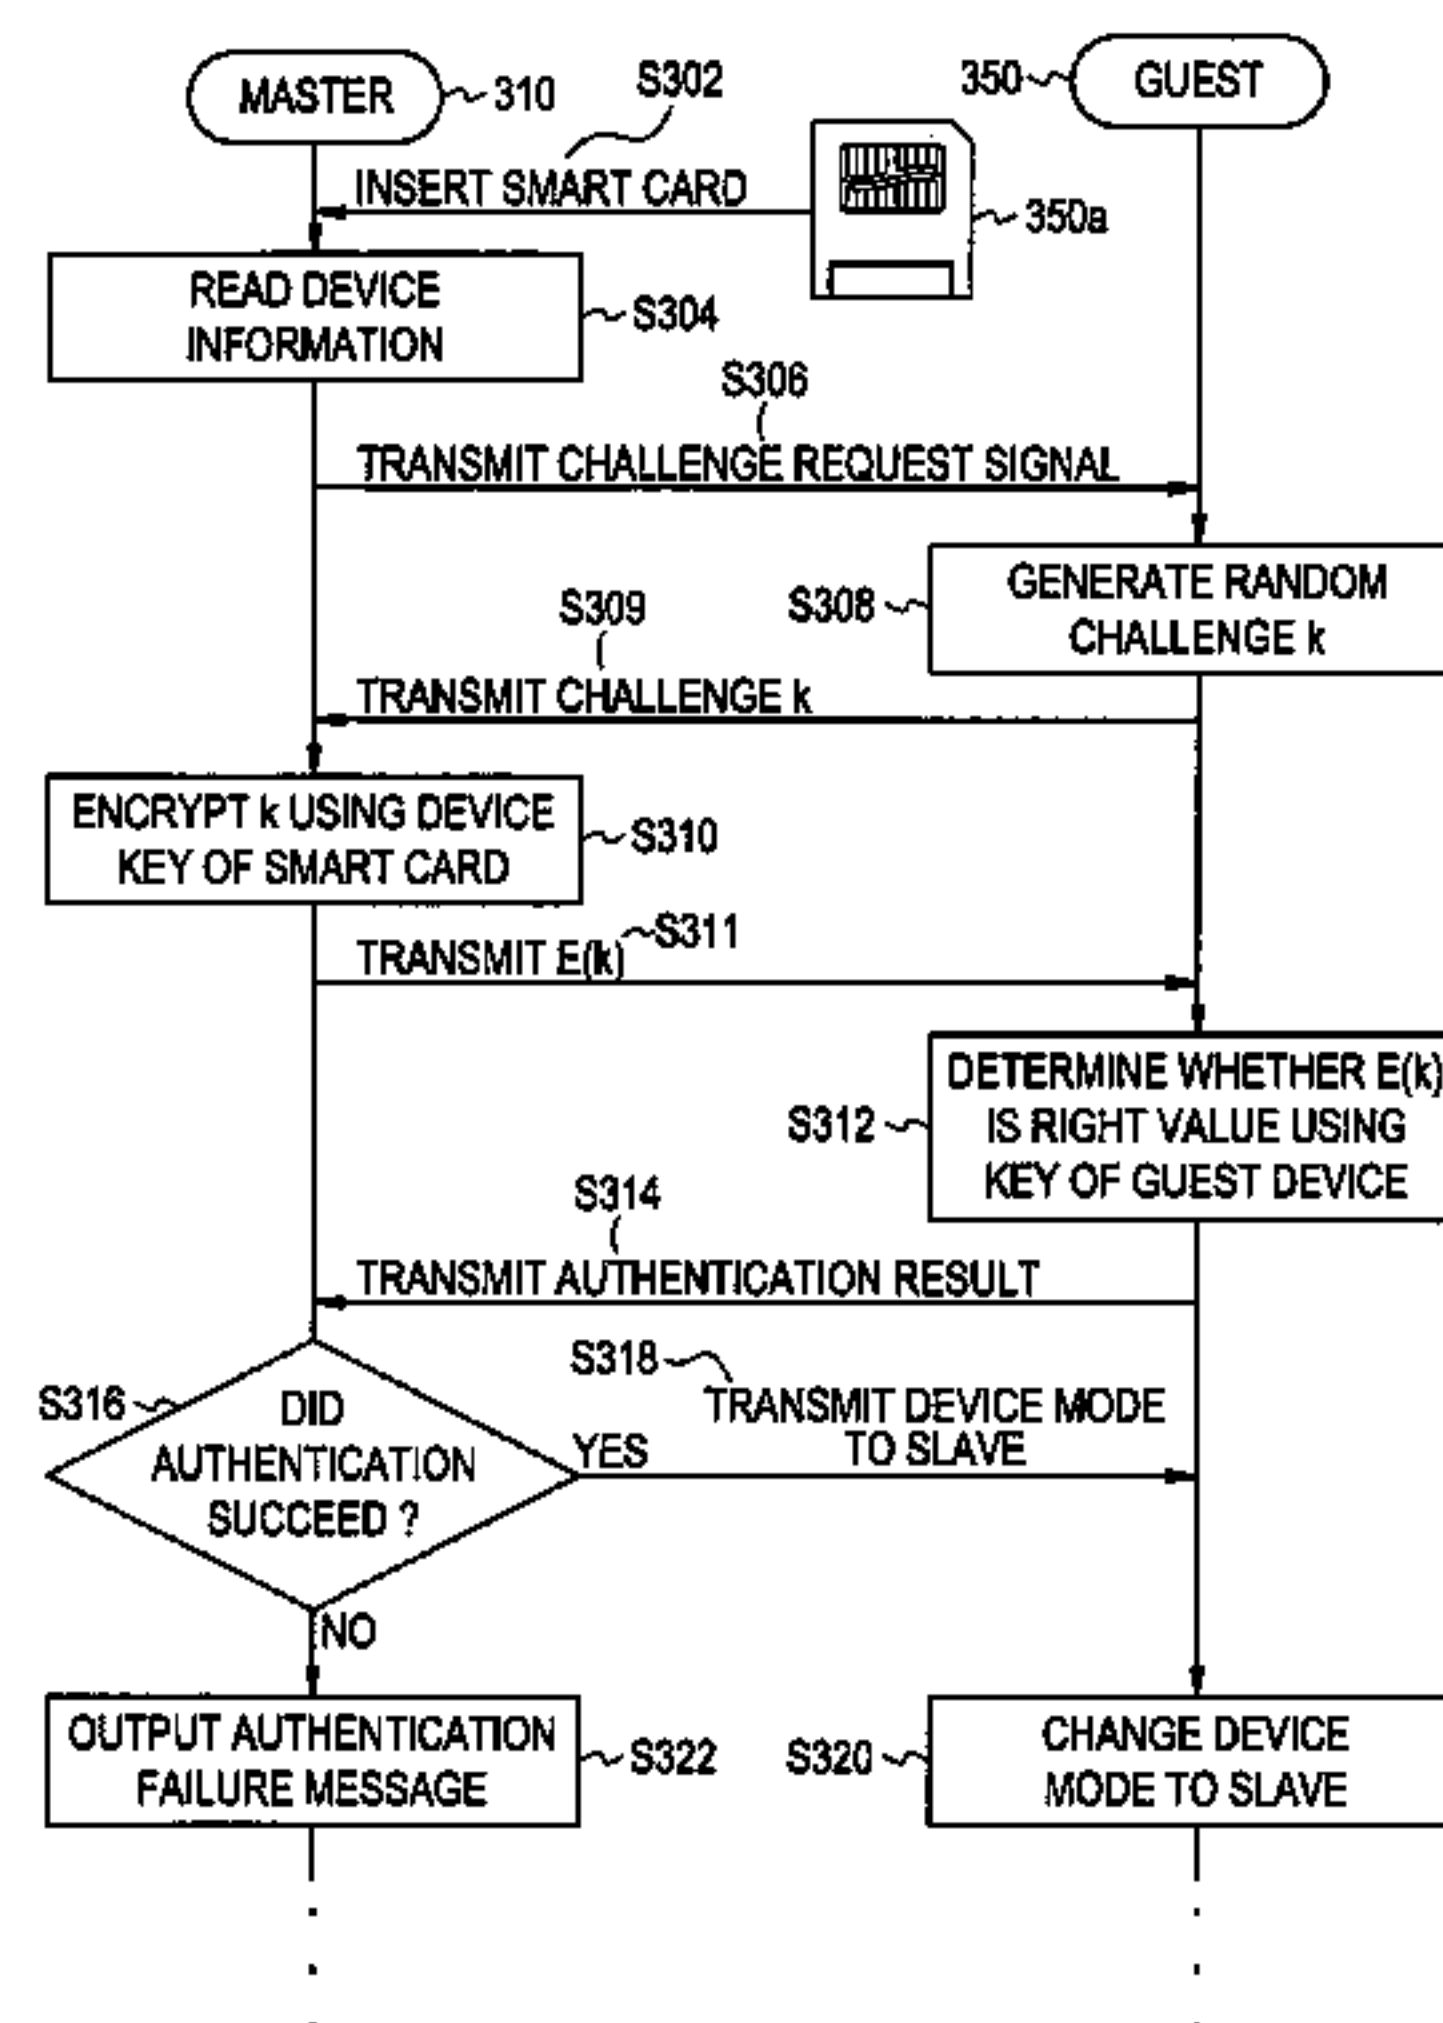 MASTER
310
S302
350
GUEST
INSERT SMART CARD
350a
READ DEVICE
INFORMATION
S304
S306
TRANSMIT CHALLENGE REQUEST SIGNAL
GENERATE RANDOM
CHALLENGE k
S308
S309
TRANSMIT CHALLENGE k
ENCRYPT k USING DEVICE
KEY OF SMART CARD
S310
S311
TRANSMIT E(k)
DETERMINE WHETHER E(k)
IS RIGHT VALUE USING
KEY OF GUEST DEVICE
S312
S314
TRANSMIT AUTHENTICATION RESULT
S318
TRANSMIT DEVICE MODE
TO SLAVE
S316
DID
AUTHENTICATION
SUCCEED ?
YES
NO
OUTPUT AUTHENTICATION
FAILURE MESSAGE
S322
S320
CHANGE DEVICE
MODE TO SLAVE